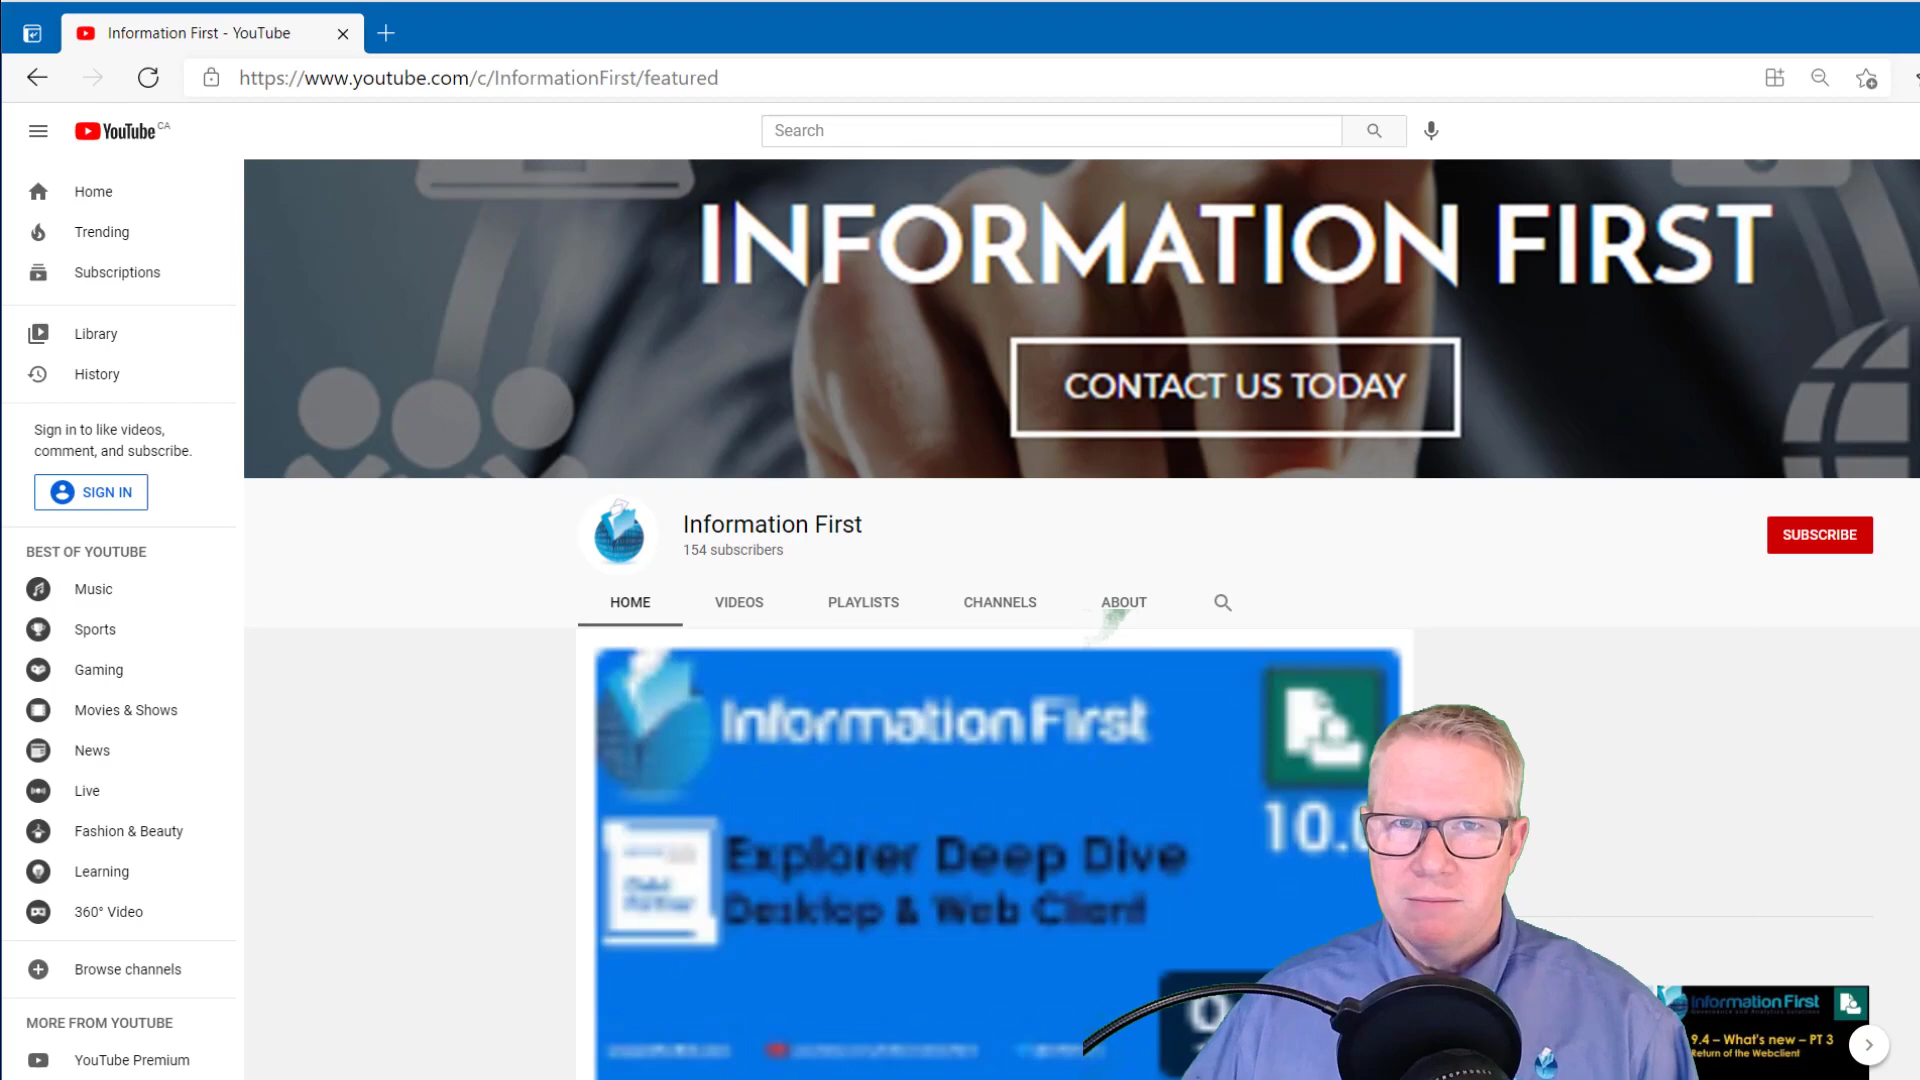 Information First - YouTube
https://www.youtube.com/c/InformationFirst/featured
YouTube CA
Search
Home
Trending
Subscriptions
Library
History
Sign in to like videos,
comment, and subscribe.
SIGN IN
BEST OF YOUTUBE
Music
Sports
Gaming
Movies & Shows
News
Live
Fashion & Beauty
Learning
360° Video
Browse channels
MORE FROM YOUTUBE
YouTube Premium
INFORMATION FIRST
CONTACT US TODAY
Information First
154 subscribers
SUBSCRIBE
HOME VIDEOS PLAYLISTS CHANNELS ABOUT
Information First
10.
Explorer Deep Dive
Desktop & Web Client
Information First
9.4 – What's new – PT 3
Return of the Webclient